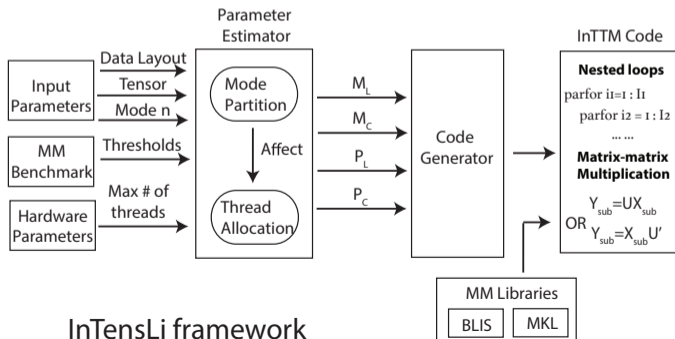 Parameter
Estimator
InTTM Code
Data Layout
Input
Parameters
Tensor
Mode n
MM
Benchmark
Thresholds
Hardware
Parameters
Max # of
threads
Mode
Partition
Affect
Thread
Allocation
M_L
M_C
P_L
P_C
Code
Generator
Nested loops
parfor i1=1 : I1
parfor i2 = 1 : I2
... ...
Matrix-matrix
Multiplication
Y_sub=UX_sub
OR
Y_sub=X_subU'
MM Libraries
BLIS
MKL
InTensLi framework